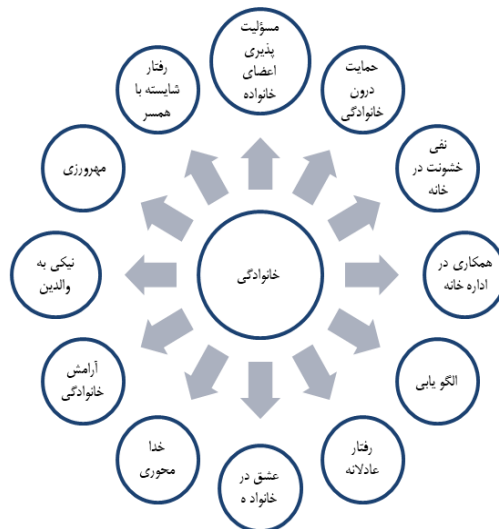 مسؤلیت
پذیری
اعضای
خانواده
حمایت
درون
خانوادگی
نفی
خشونت در
خانه
همکاری در
اداره خانه
الگو یابی
رفتار
عادلانه
عشق در
خانواد ه
خدا
محوری
آرامش
خانوادگی
نیکی به
والدین
مهرورزی
رفتار
شایسته با
همسر
خانوادگی